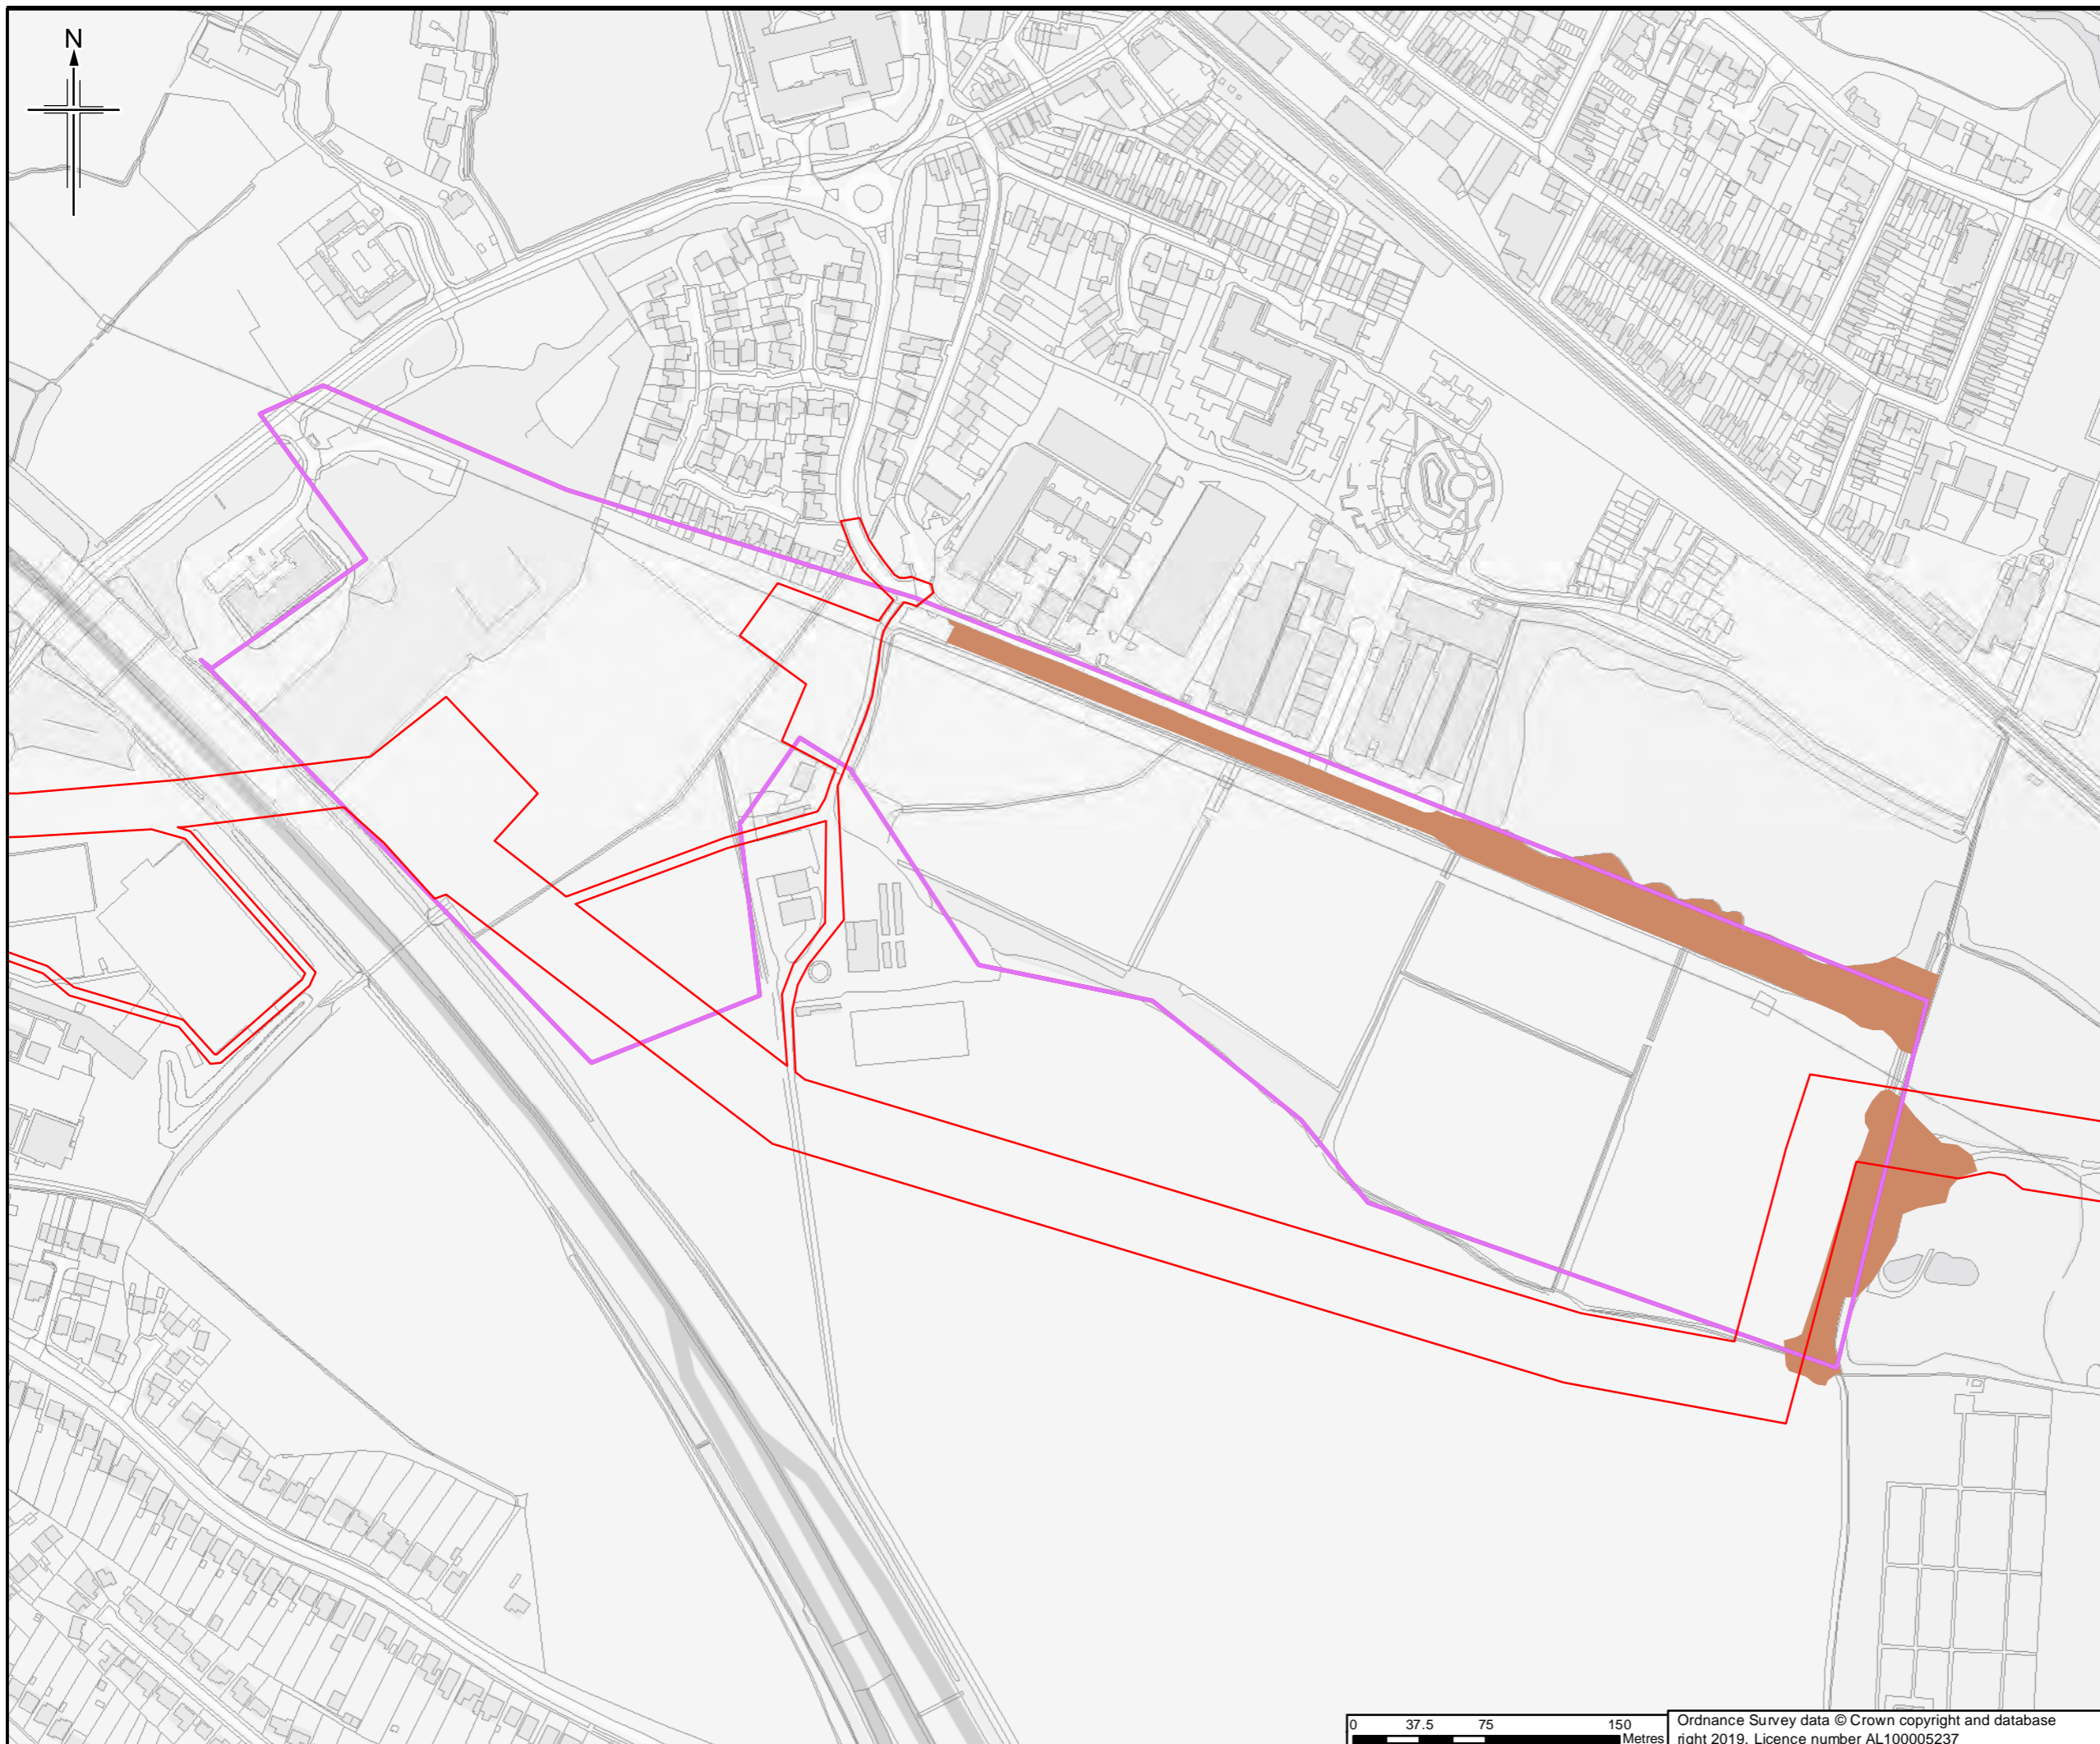 N
0 37.5 75 150
Metres
Ordnance Survey data © Crown copyright and database
right 2019. Licence number AL100005237